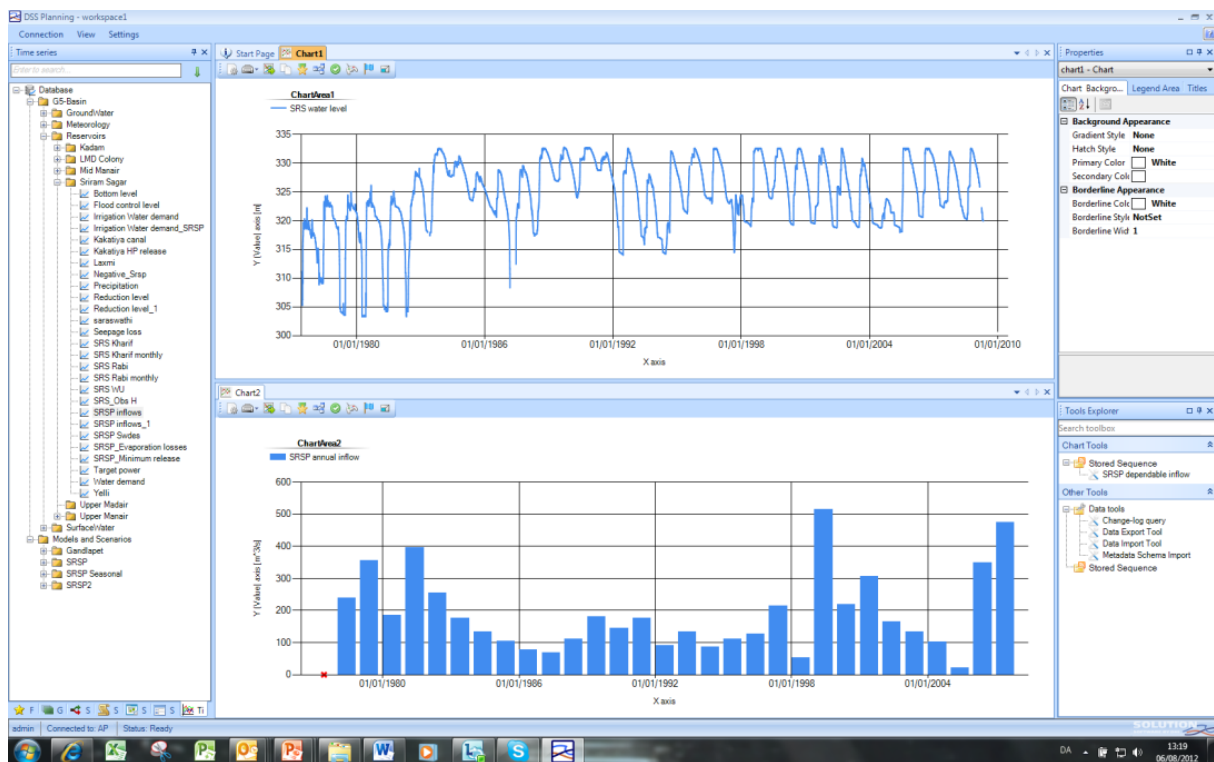 DSS Planning - workspace1
Connection View Settings
Time series
Enter to search...
Database
G5-Basin
GroundWater
Meteorology
Reservoirs
Kadam
LMD Colony
Mid Manair
Sriram Sagar
Bottom level
Flood control level
Irrigation Water demand
Irrigation Water demand_SRSP
Kakatiya canal
Kakatiya HP release
Laxmi
Negative_Srsp
Precipitation
Reduction level
Reduction level_1
saraswathi
Seepage loss
SRS Kharif
SRS Kharif monthly
SRS Rabi
SRS Rabi monthly
SRS WU
SRS_Obs H
SRSP inflows
SRSP inflows_1
SRSP Swdes
SRSP_Evaporation losses
SRSP_Minimum release
Target power
Water demand
Yelli
Upper Madair
Upper Manair
SurfaceWater
Models and Scenarios
Gandlapet
SRSP
SRSP Seasonal
SRSP2
F G S S S S Ti
Start Page Chart1
ChartArea1
SRS water level
335
330
325
320
315
310
305
300
Y (Value) axis [m]
01/01/1980 01/01/1986 01/01/1992 01/01/1998 01/01/2004 01/01/2010
X axis
Chart2
ChartArea2
SRSP annual inflow
600
500
400
300
200
100
0
Y (Value) axis [m^3/s]
01/01/1980 01/01/1986 01/01/1992 01/01/1998 01/01/2004
X axis
Properties
chart1 - Chart
Chart Backgro... Legend Area Titles
Background Appearance
Gradient Style None
Hatch Style None
Primary Color White
Secondary Colo
Borderline Appearance
Borderline Colc White
Borderline Style NotSet
Borderline Wid 1
Tools Explorer
Search toolbox
Chart Tools
Stored Sequence
SRSP dependable inflow
Other Tools
Data tools
Change-log query
Data Export Tool
Data Import Tool
Metadata Schema Import
Stored Sequence
admin Connected to: AP Status: Ready
SOLUTION
DA 13:19
06/08/2012